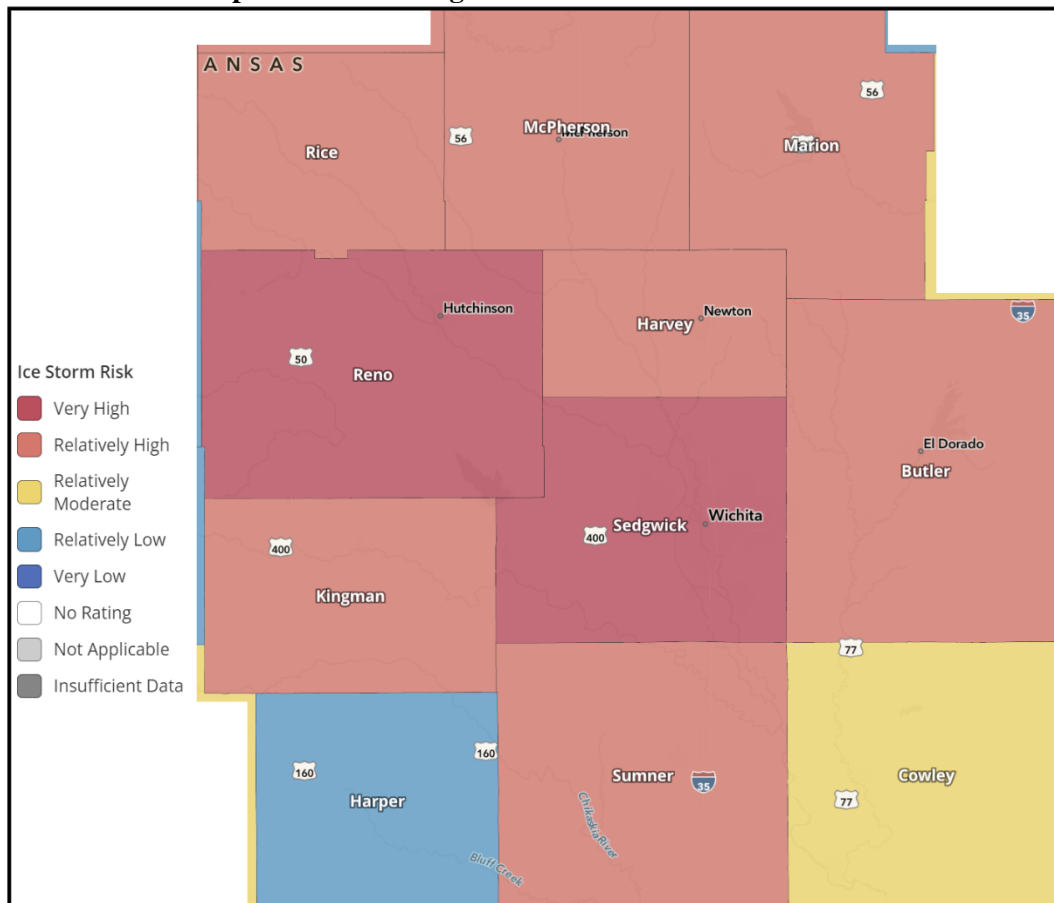 ANSAS
56
56
McPherson
McPherson
Marion
Rice
Hutchinson
Newton
Harvey
35
50
Reno
Ice Storm Risk
Very High
Relatively High
Relatively
Moderate
Relatively Low
Very Low
No Rating
Not Applicable
Insufficient Data
El Dorado
Butler
Wichita
Sedgwick
400
400
Kingman
77
160
160
Harper
Sumner
35
Cowley
77
Chikaskia River
Bluff Creek